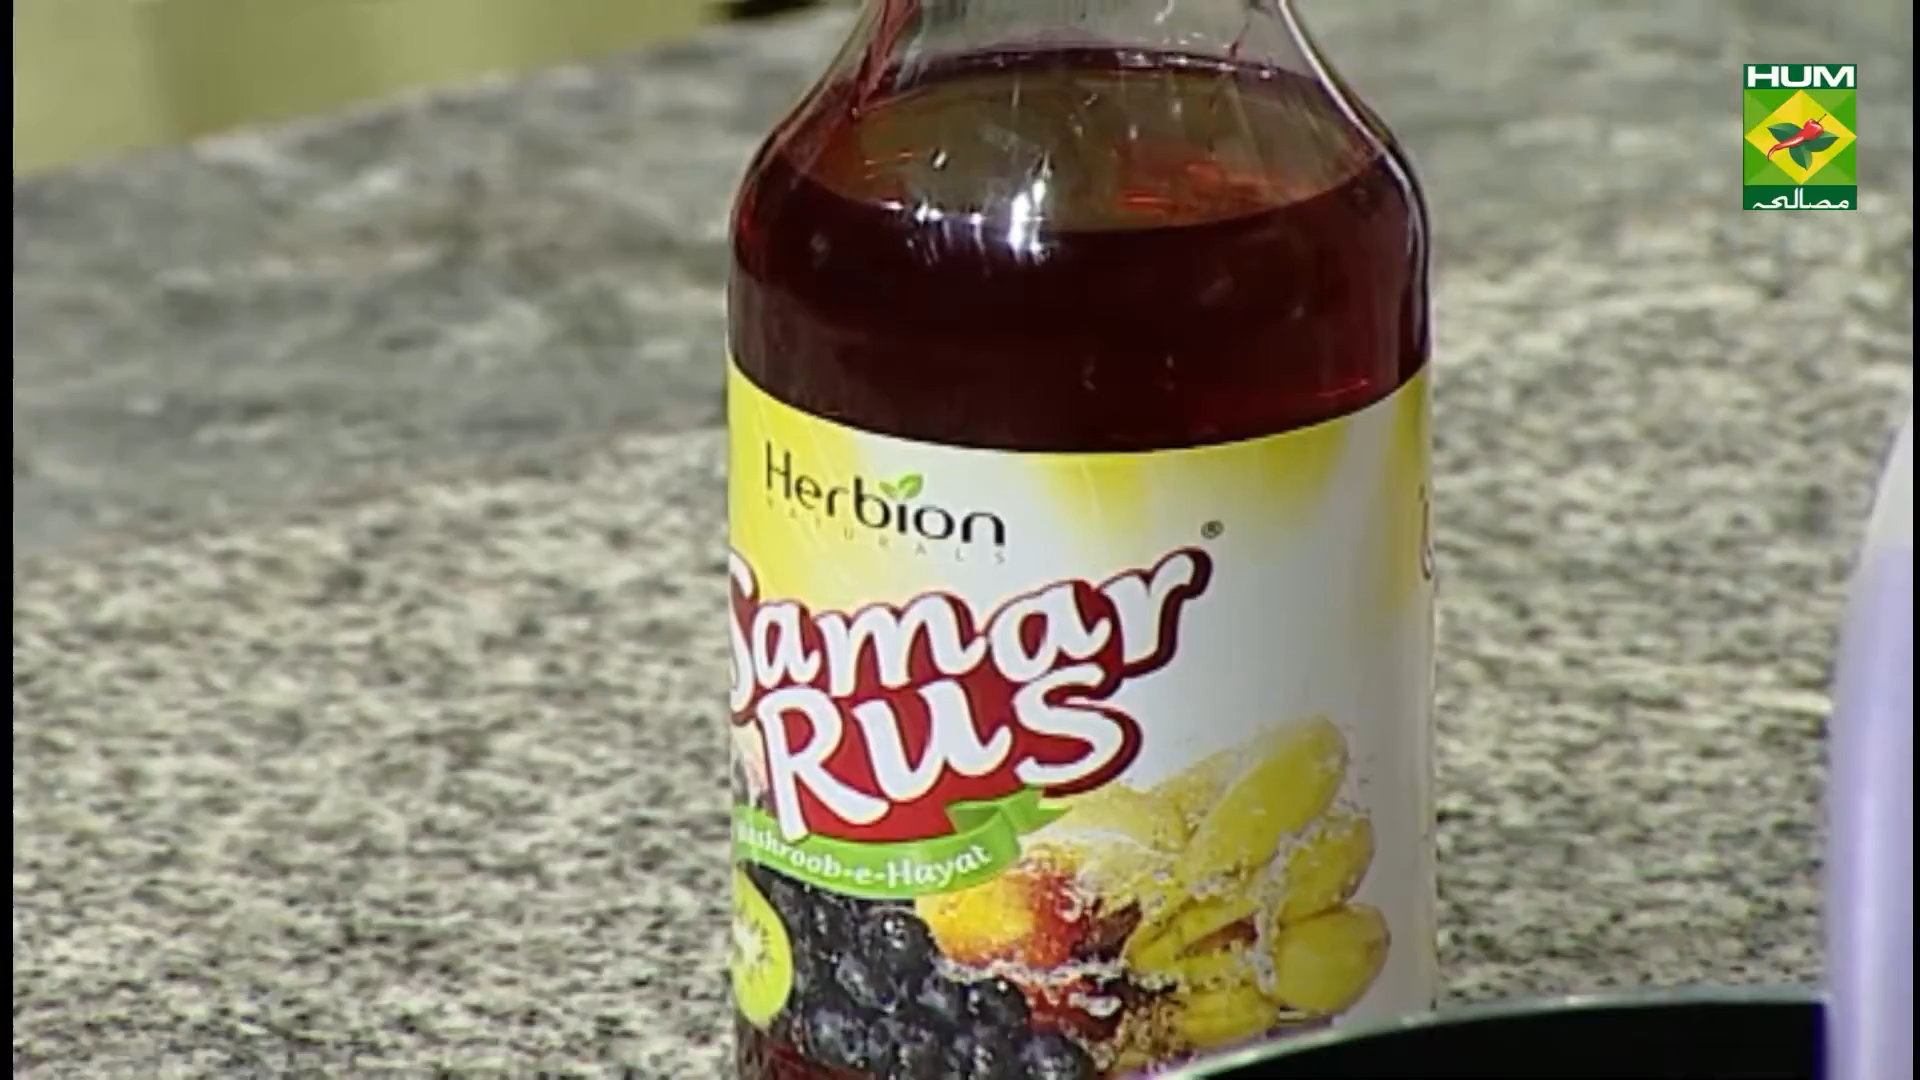 HUM
مصالحہ
Herbion
NATURALS
Samar ®
Rus
Mashroob-e-Hayat